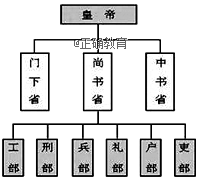 皇帝
@正确教育
门下省 尚书省 中书省
工部 刑部 兵部 礼部 户部 吏部